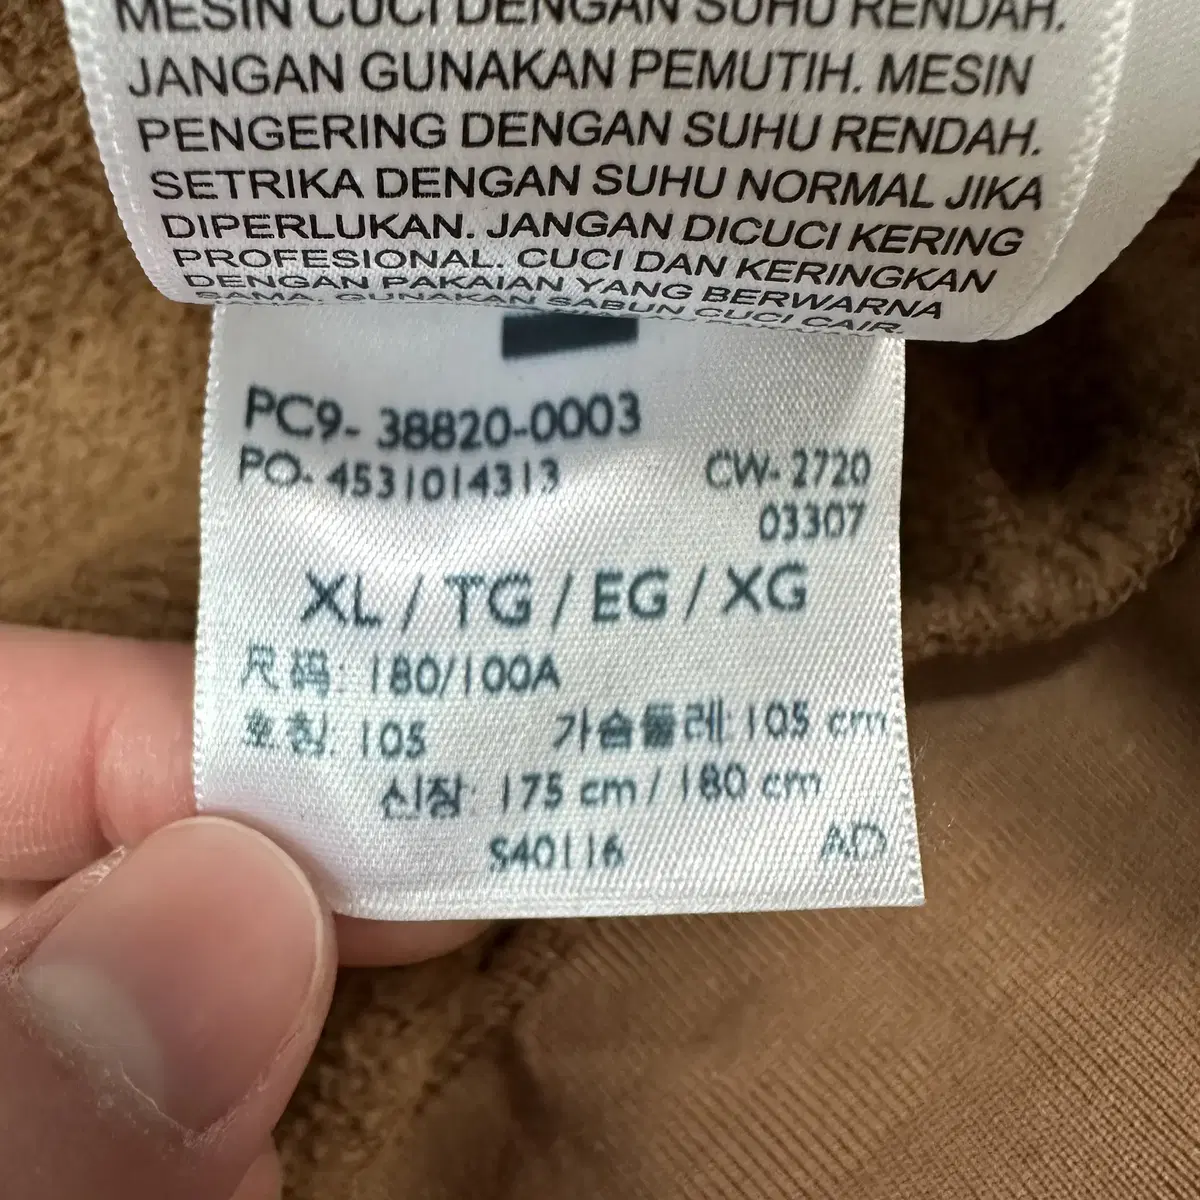 MESIN CUCI DENGAN SUHU RENDAH.
JANGAN GUNAKAN PEMUTIH. MESIN
PENGERING DENGAN SUHU RENDAH.
SETRIKA DENGAN SUHU NORMAL JIKA
DIPERLUKAN. JANGAN DICUCI KERING
PROFESIONAL. CUCI DAN KERINGKAN
DENGAN PAKAIAN YANG BERWARNA
SAMA. GUNAKAN SABUN CUCI CAIR.
PC9- 38820-0003
PO- 4531014313 CW- 2720
03307
XL / TG / EG / XG
尺码: 180/100A
호칭: 105 가슴둘레: 105 cm
신장: 175 cm / 180 cm
S40116 AD